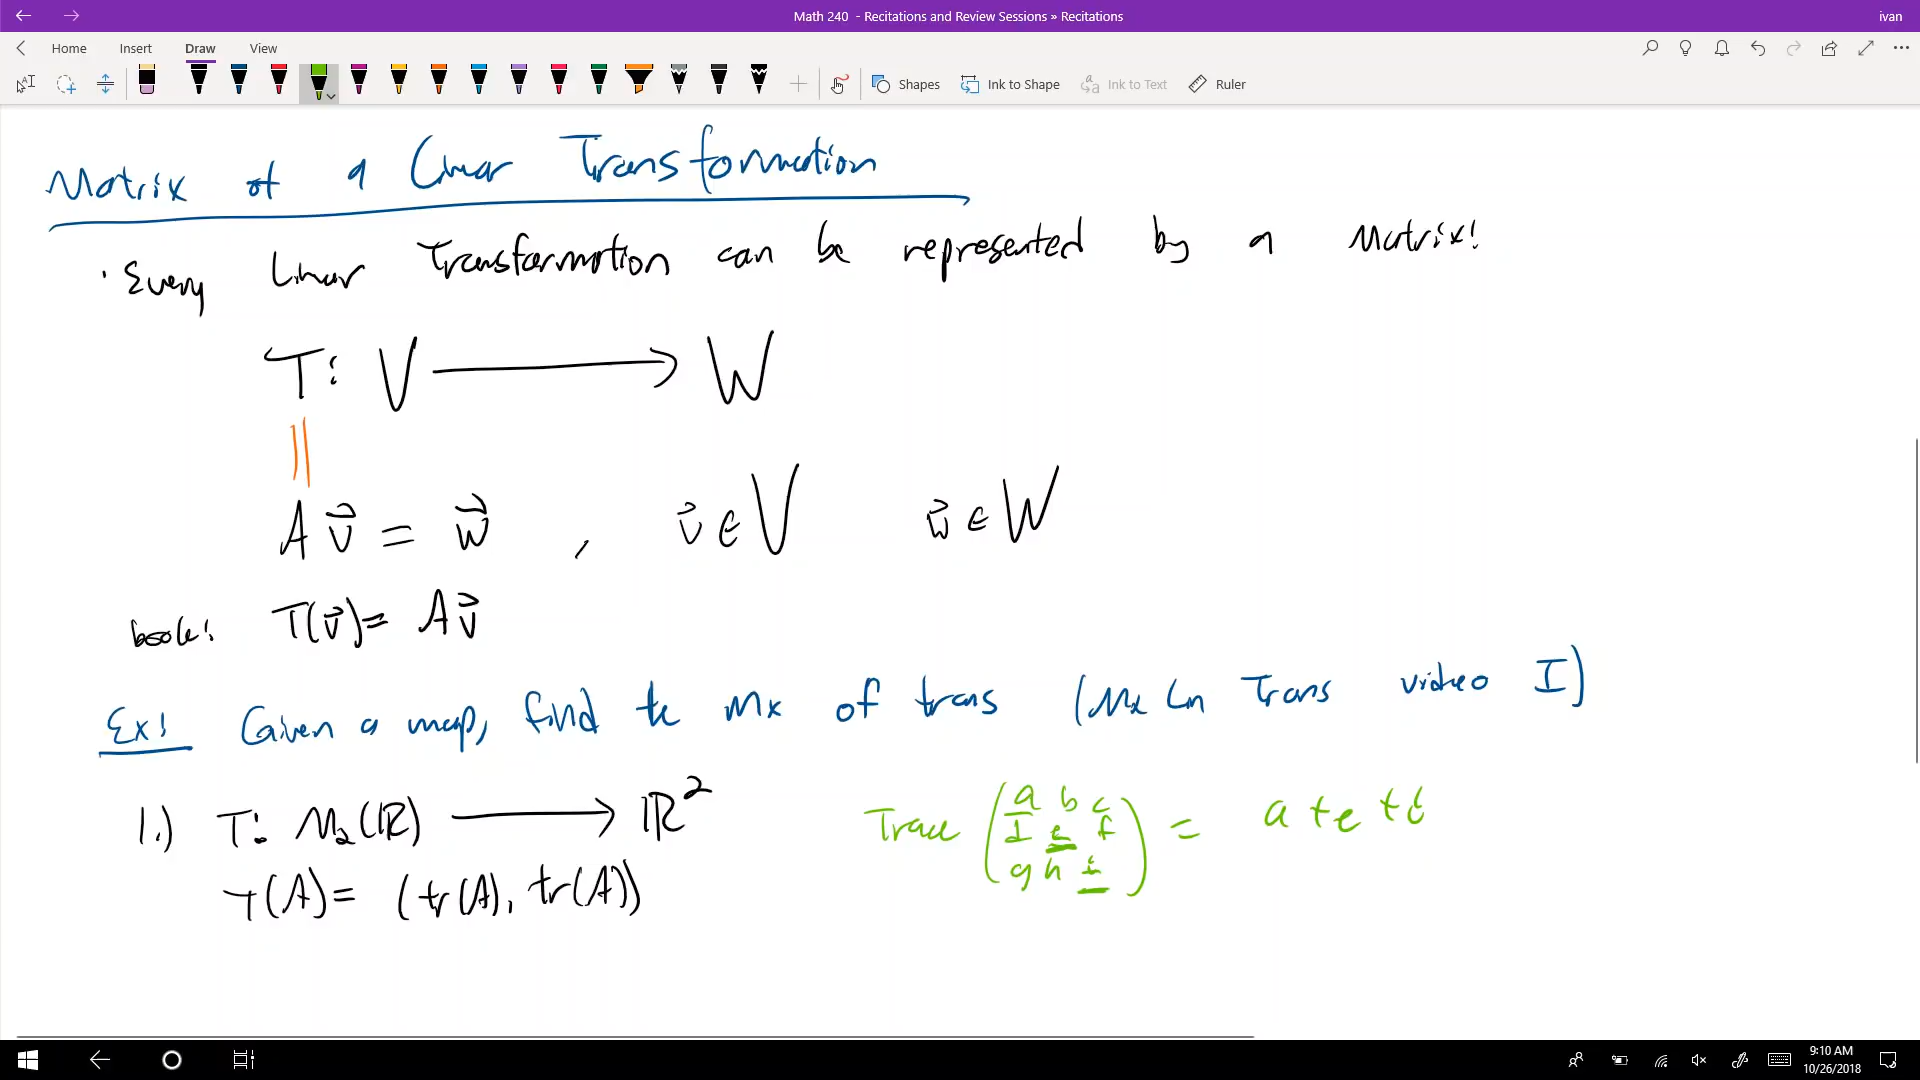 Math 240 - Recitations and Review Sessions » Recitations
ivan
Home Insert Draw View
Shapes Ink to Shape Ink to Text Ruler
Matrix of a Linear Transformation
· Every Linear Transformation can be represented by a Matrix!
T: V → W
||
A v⃗ = w⃗ , v⃗ ∈ V w⃗ ∈ W
book: T(v⃗) = A v⃗
Ex: Given a map, find the Mx of trans (Mx Ln Trans video I)
1.) T: M₂(ℝ) → ℝ²
T(A) = (tr(A), tr(A))
Trace ( a b c
d e f
g h i ) = a + e + i
9:10 AM
10/26/2018